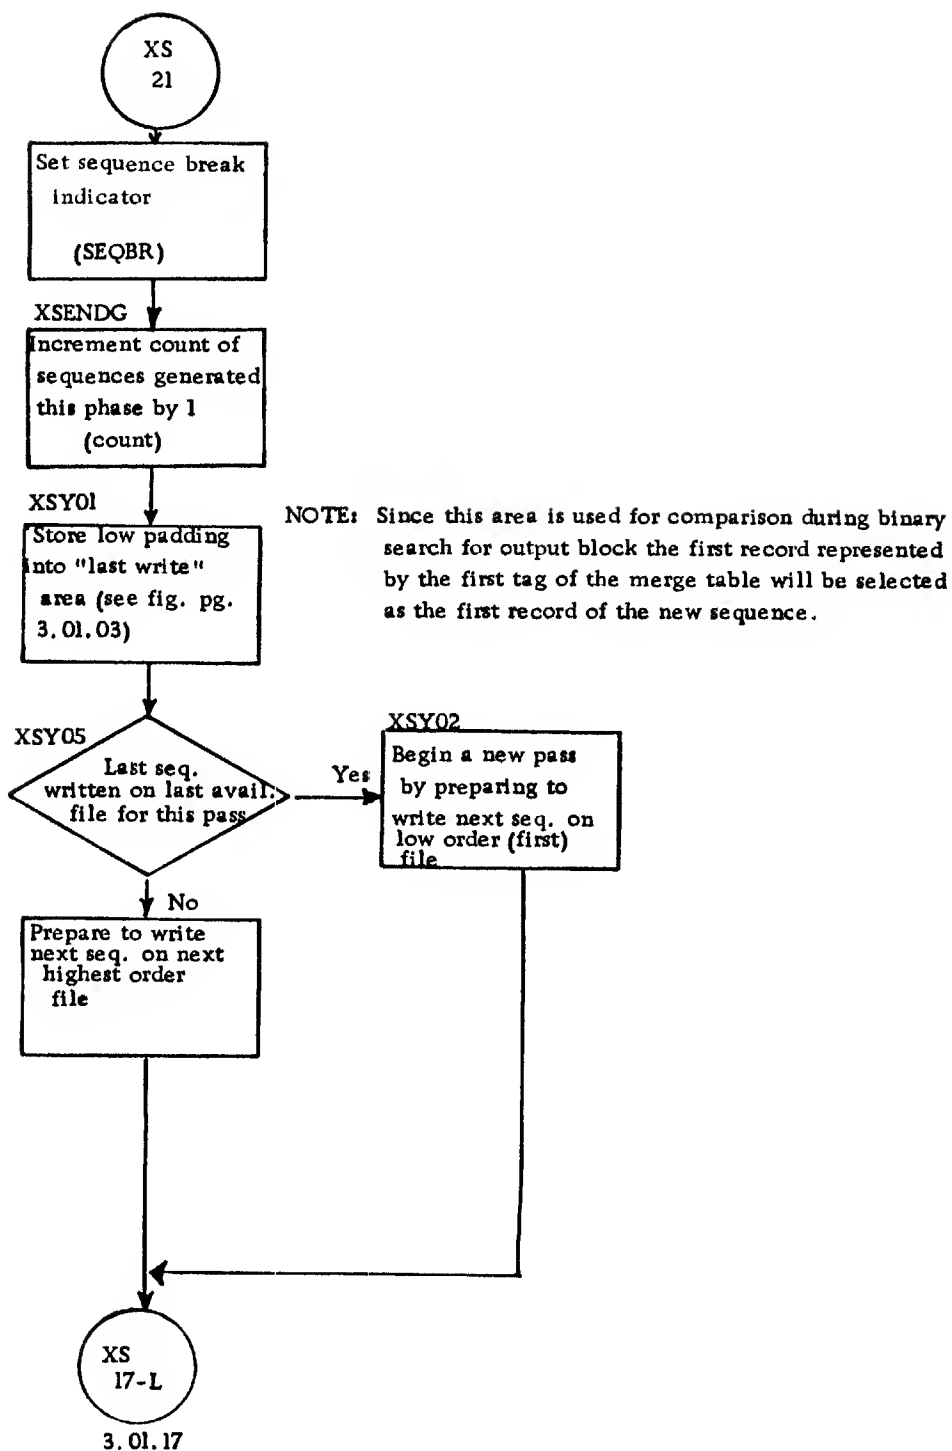 XS
21
Set sequence break
indicator
(SEQBR)
XSENDG
Increment count of
sequences generated
this phase by 1
(count)
XSY01
Store low padding
into "last write"
area (see fig. pg.
3.01.03)
NOTE: Since this area is used for comparison during binary
search for output block the first record represented
by the first tag of the merge table will be selected
as the first record of the new sequence.
XSY05
Last seq.
written on last avail.
file for this pass
Yes
XSY02
Begin a new pass
by preparing to
write next seq. on
low order (first)
file
No
Prepare to write
next seq. on next
highest order
file
XS
17-L
3.01.17